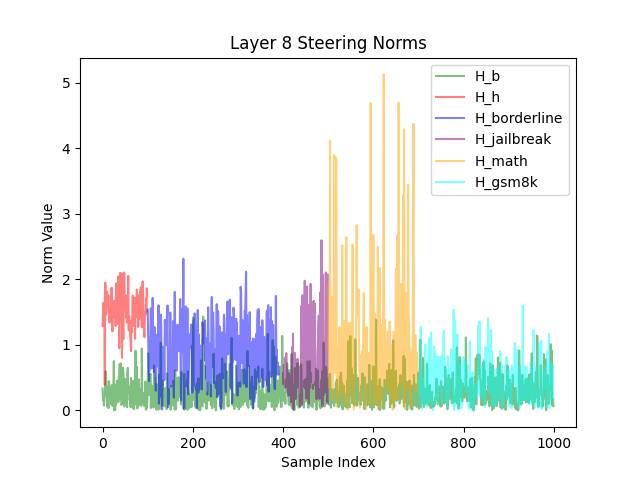 Layer 8 Steering Norms
Norm Value
5
4
3
2
1
0
H_b
H_h
H_borderline
H_jailbreak
H_math
H_gsm8k
0
200
400
600
800
1000
Sample Index